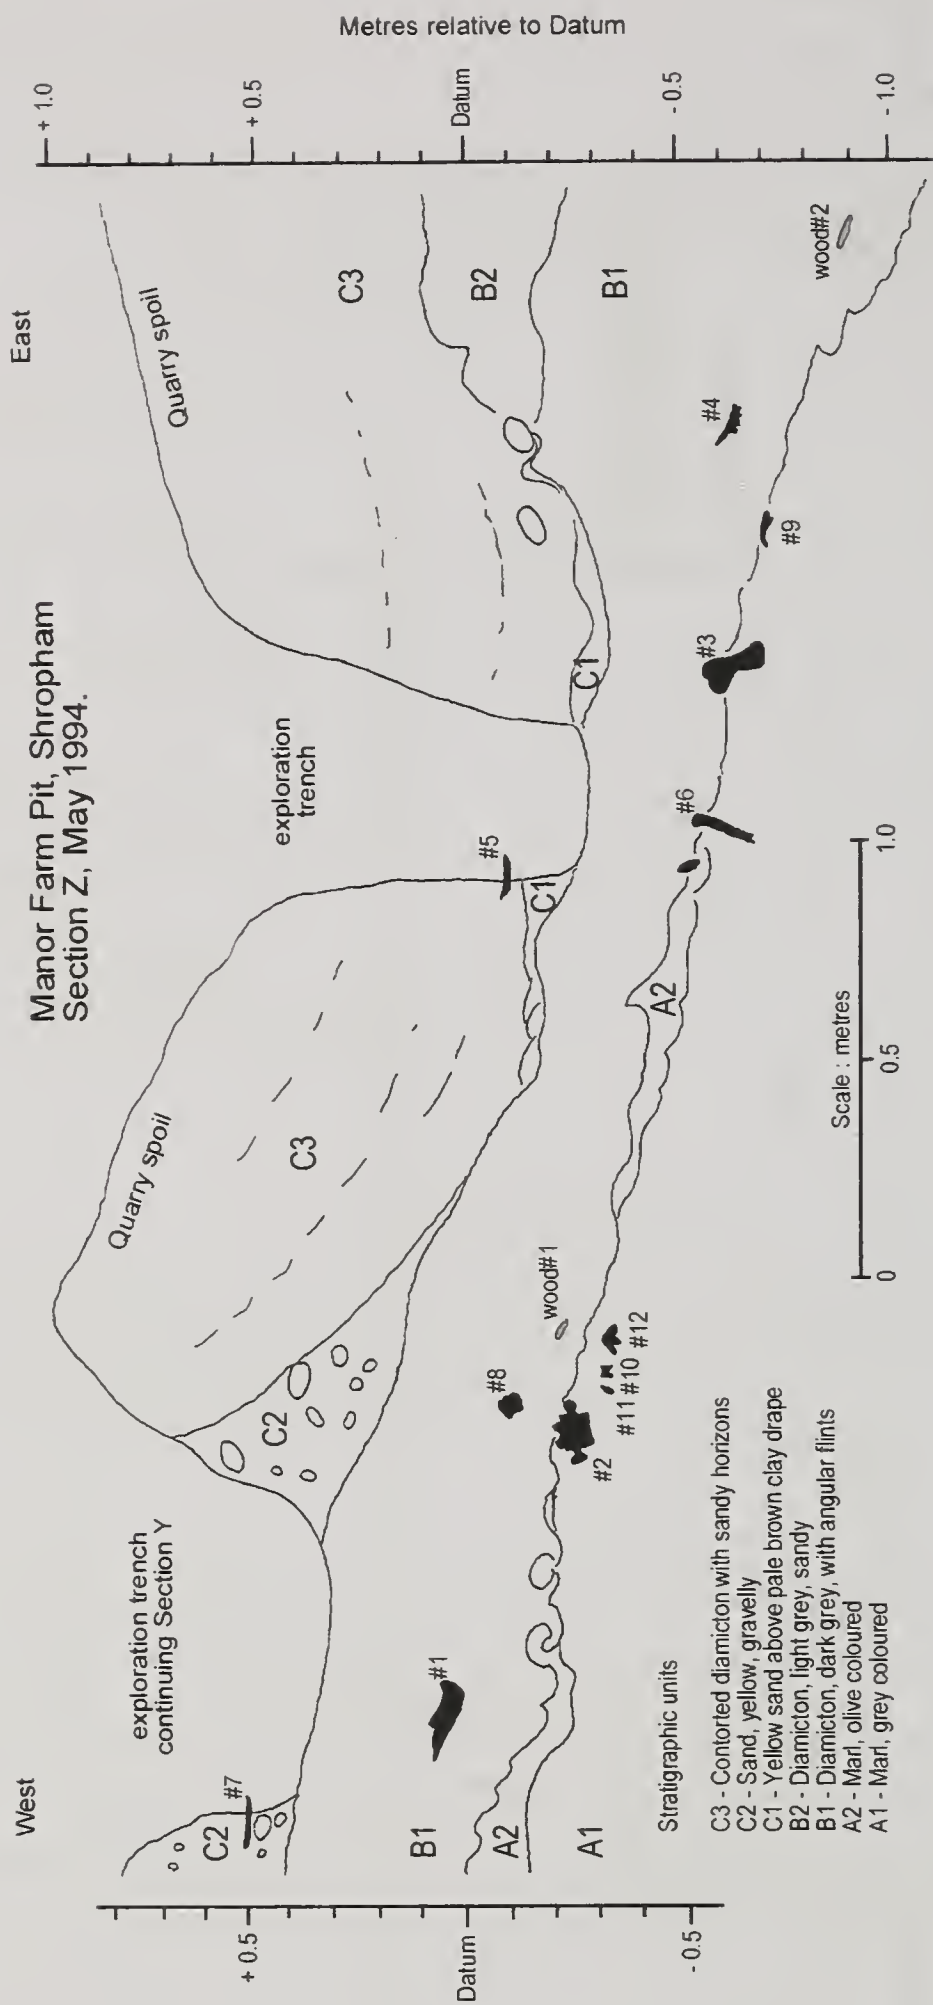 Manor Farm Pit, Shropham
Section Z, May 1994.
West
East
+ 0.5
Datum
- 0.5
Metres relative to Datum
+ 1.0
+ 0.5
Datum
- 0.5
- 1.0
exploration trench
continuing Section Y
Quarry spoil
exploration
trench
Quarry spoil
C2
#7
C2
C3
C3
B2
B1
#5
C1
C1
B1
#1
#8
wood#1
A2
A1
#2
#11
#10
#12
A2
#6
#3
#9
#4
wood#2
Stratigraphic units
C3 - Contorted diamicton with sandy horizons
C2 - Sand, yellow, gravelly
C1 - Yellow sand above pale brown clay drape
B2 - Diamicton, light grey, sandy
B1 - Diamicton, dark grey, with angular flints
A2 - Marl, olive coloured
A1 - Marl, grey coloured
Scale : metres
0
0.5
1.0